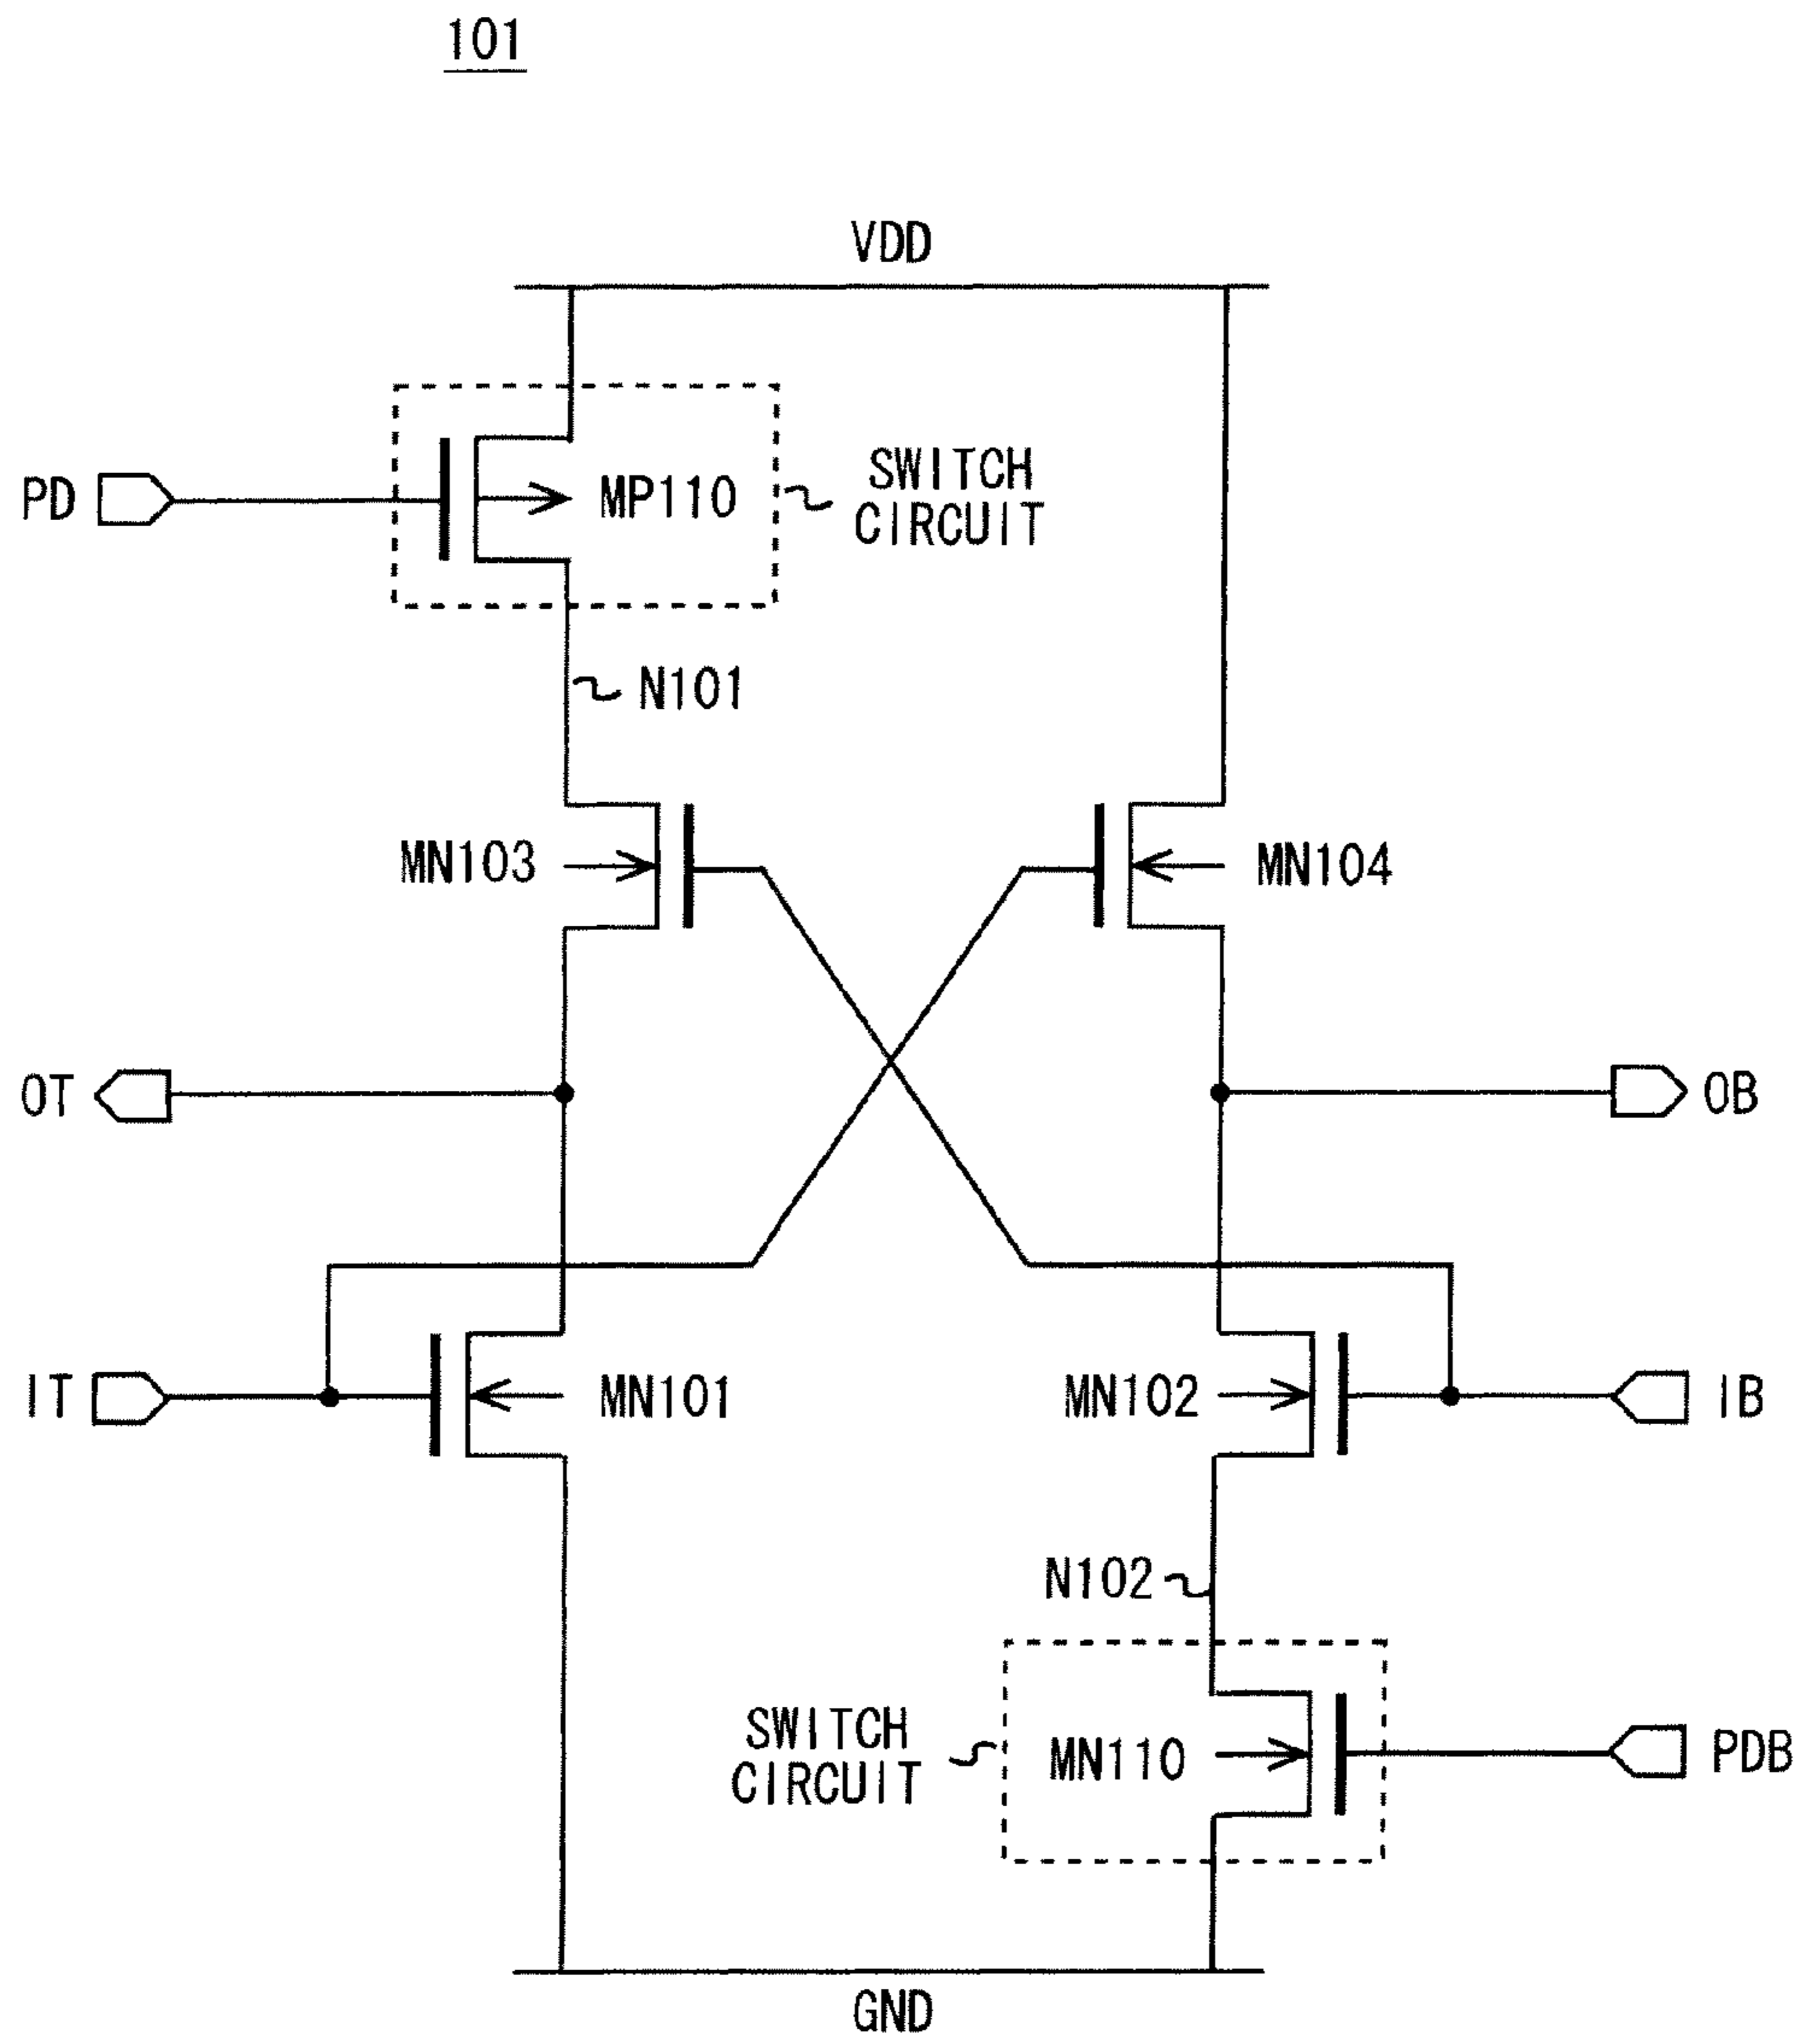 101
VDD
PD
MP110
SWITCH
CIRCUIT
N101
MN103
MN104
OT
OB
IT
MN101
MN102
IB
N102
SWITCH
CIRCUIT
MN110
PDB
GND